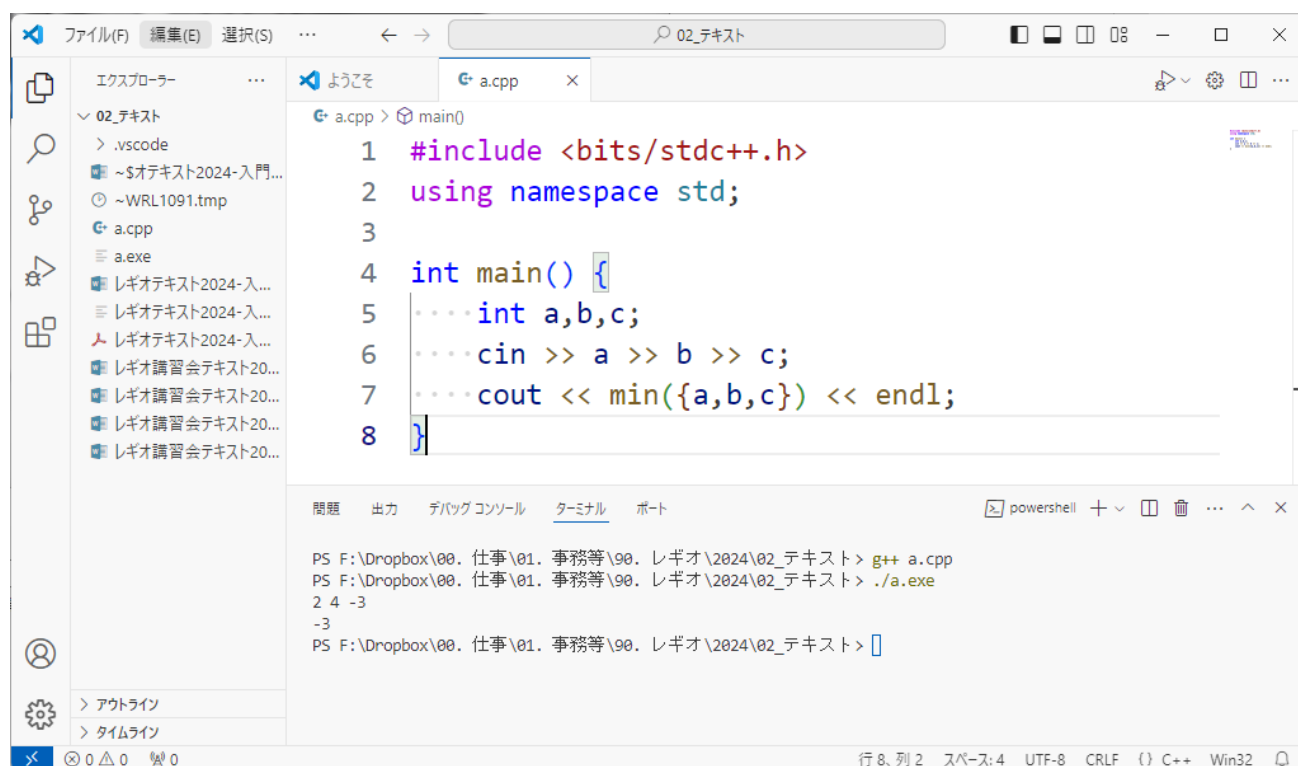 ファイル(F) 編集(E) 選択(S) ··· 02_テキスト
エクスプローラー ···
02_テキスト
.vscode
~$オテキスト2024-入門...
~WRL1091.tmp
a.cpp
a.exe
レギオテキスト2024-入...
レギオテキスト2024-入...
レギオテキスト2024-入...
レギオ講習会テキスト20...
レギオ講習会テキスト20...
レギオ講習会テキスト20...
レギオ講習会テキスト20...
アウトライン
タイムライン
ようこそ a.cpp
a.cpp > main()
1 #include <bits/stdc++.h>
2 using namespace std;
3
4 int main() {
5 ····int a,b,c;
6 ····cin >> a >> b >> c;
7 ····cout << min({a,b,c}) << endl;
8 }
問題 出力 デバッグ コンソール ターミナル ポート powershell
PS F:\Dropbox\00. 仕事\01. 事務等\90. レギオ\2024\02_テキスト> g++ a.cpp
PS F:\Dropbox\00. 仕事\01. 事務等\90. レギオ\2024\02_テキスト> ./a.exe
2 4 -3
-3
PS F:\Dropbox\00. 仕事\01. 事務等\90. レギオ\2024\02_テキスト>
0 0 0 行 8、列 2 スペース: 4 UTF-8 CRLF {} C++ Win32